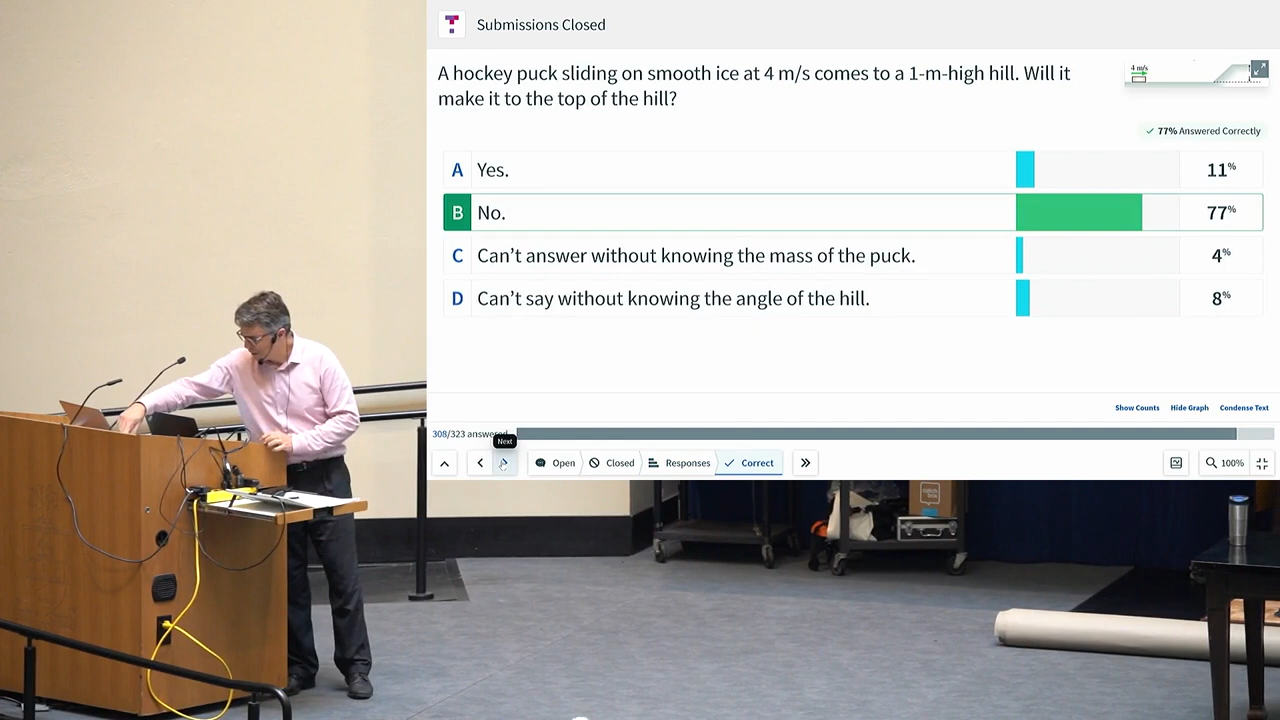 Submissions Closed
A hockey puck sliding on smooth ice at 4 m/s comes to a 1-m-high hill. Will it
make it to the top of the hill?
4 m/s
77% Answered Correctly
A Yes. 11%
B No. 77%
C Can't answer without knowing the mass of the puck. 4%
D Can't say without knowing the angle of the hill. 8%
Show Counts Hide Graph Condense Text
308/323 answered
Next
Open Closed Responses Correct 100%